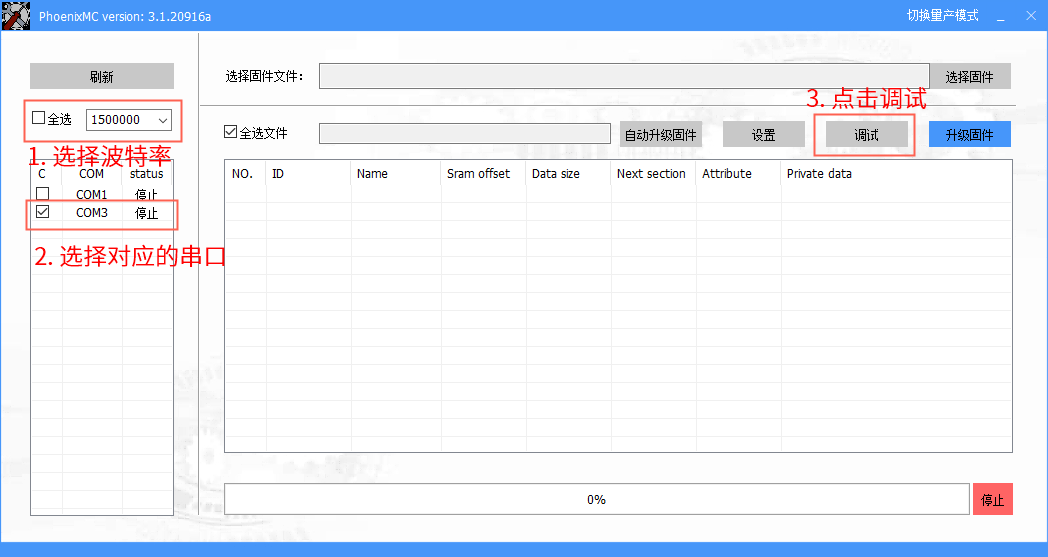 PhoenixMC version: 3.1.20916a
切换量产模式
刷新
选择固件文件：
选择固件
3. 点击调试
全选
1500000
全选文件
自动升级固件
设置
调试
升级固件
1. 选择波特率
C COM status
COM1 停止
COM3 停止
2. 选择对应的串口
NO. ID Name Sram offset Data size Next section Attribute Private data
0%
停止